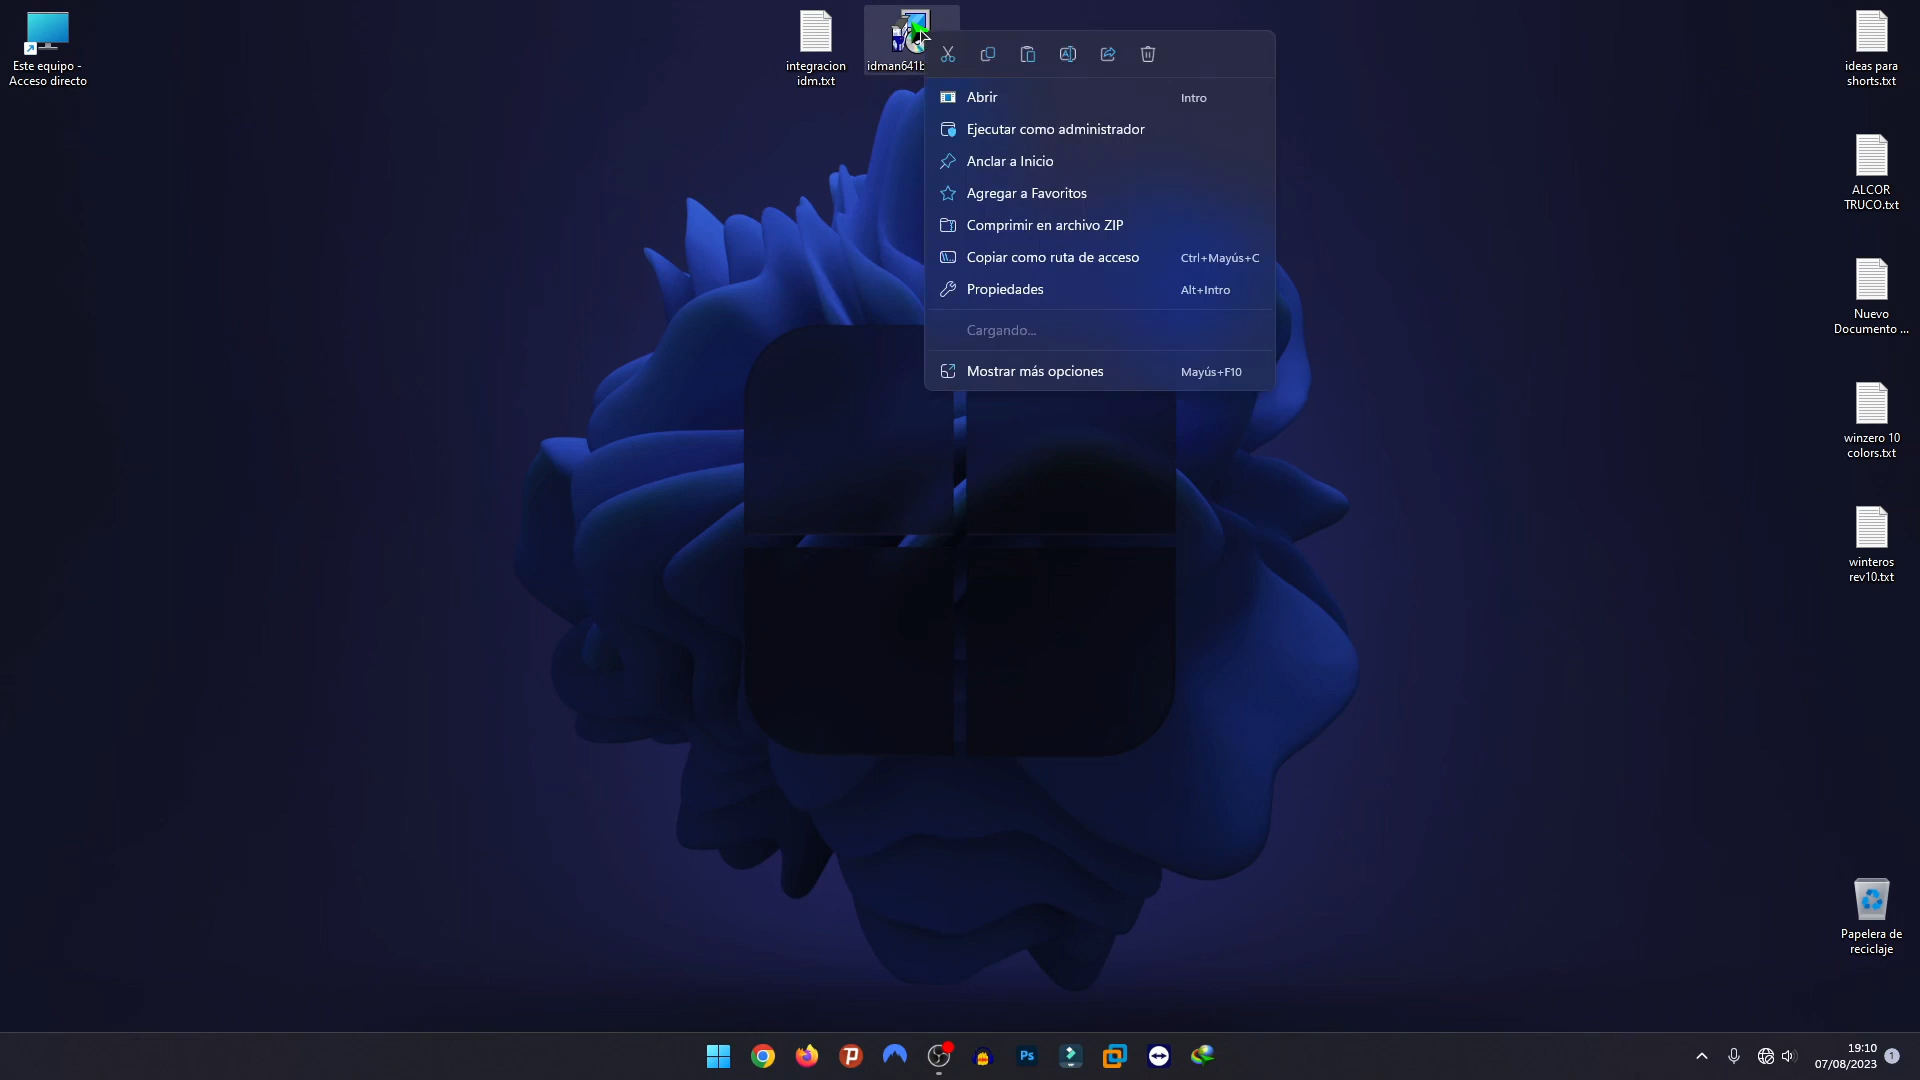 Este equipo -
Acceso directo
integracion
idm.txt
idman641b
Abrir Intro
Ejecutar como administrador
Anclar a Inicio
Agregar a Favoritos
Comprimir en archivo ZIP
Copiar como ruta de acceso Ctrl+Mayús+C
Propiedades Alt+Intro
Cargando...
Mostrar más opciones Mayús+F10
ideas para
shorts.txt
ALCOR
TRUCO.txt
Nuevo
Documento ...
winzero 10
colors.txt
winteros
rev10.txt
Papelera de
reciclaje
Ps
19:10
07/08/2023
1